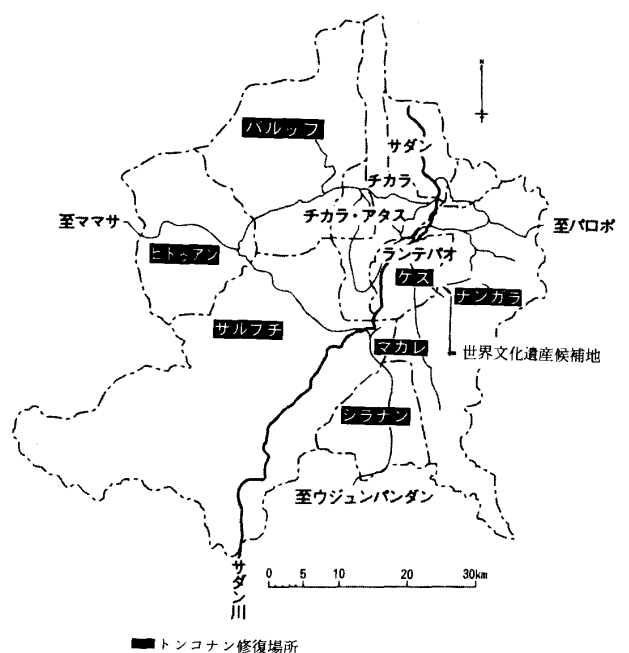 N
バルッフ
サダン
チカラ
チカラ・アタス
至ママサ
至パロポ
ヒトゥアン
ランテパオ
ケス
ナンガラ
サルプチ
マカレ
世界文化遺産候補地
シラナン
至ウジュンパンダン
サダン川
0 5 10 20 30km
トンコナン修復場所